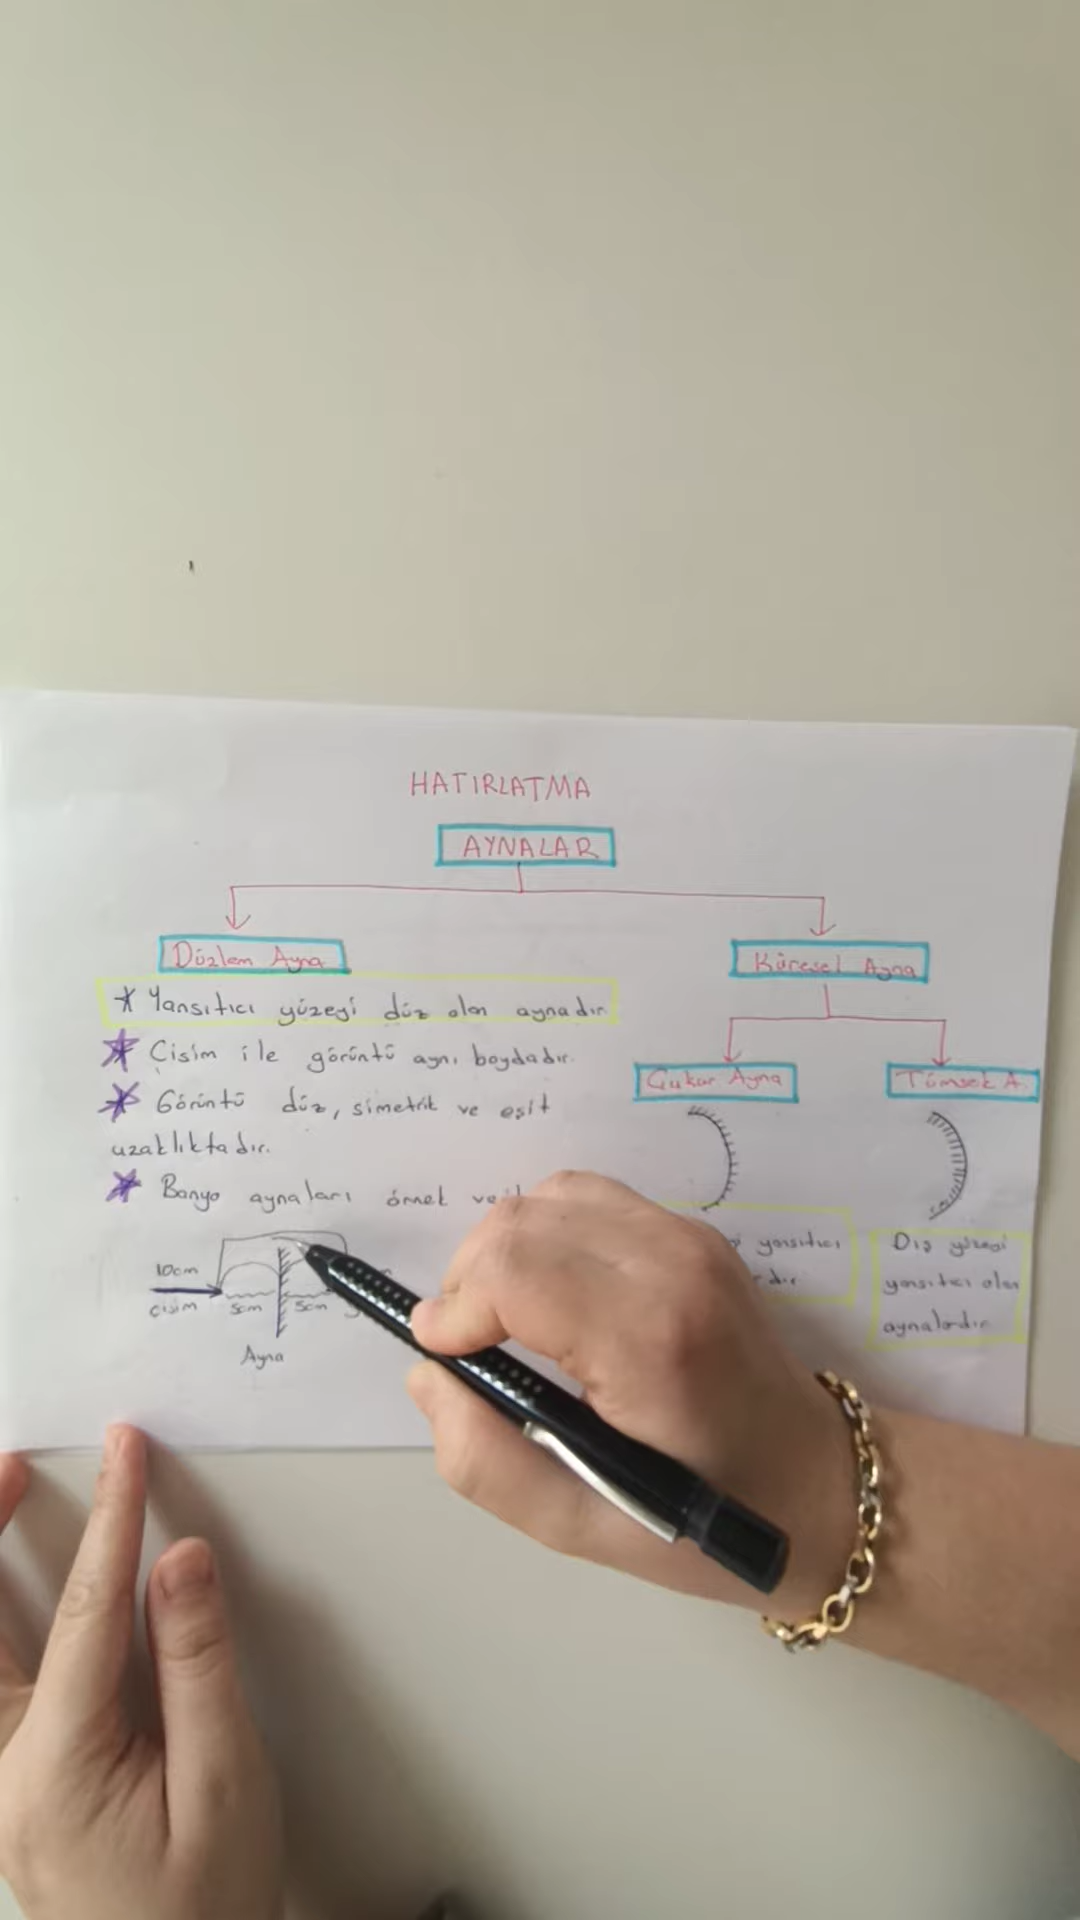 HATIRLATMA
AYNALAR
Düzlem Ayna
Küresel Ayna
* Yansıtıcı yüzeyi düz olan aynadır.
* Cisim ile görüntü aynı boydadır.
* Görüntü düz, simetrik ve eşit
uzaklıktadır.
* Banyo aynaları örnek
10cm
cisim
5cm
5cm
Ayna
Çukur Ayna
Tümsek A.
yansıtıcı
Dış yüzeyi
yansıtıcı olan
aynalardır.